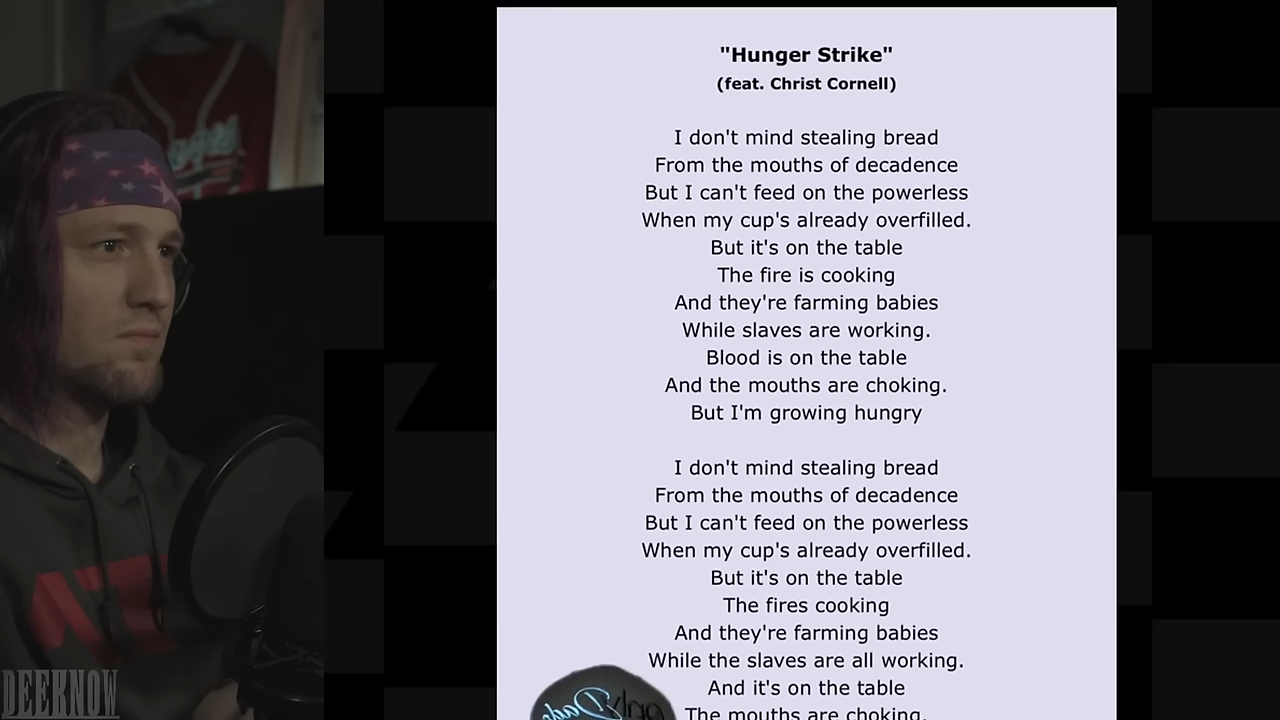 "Hunger Strike"
(feat. Christ Cornell)
I don't mind stealing bread
From the mouths of decadence
But I can't feed on the powerless
When my cup's already overfilled.
But it's on the table
The fire is cooking
And they're farming babies
While slaves are working.
Blood is on the table
And the mouths are choking.
But I'm growing hungry
I don't mind stealing bread
From the mouths of decadence
But I can't feed on the powerless
When my cup's already overfilled.
But it's on the table
The fires cooking
And they're farming babies
While the slaves are all working.
And it's on the table
The mouths are choking.
DEEKNOW